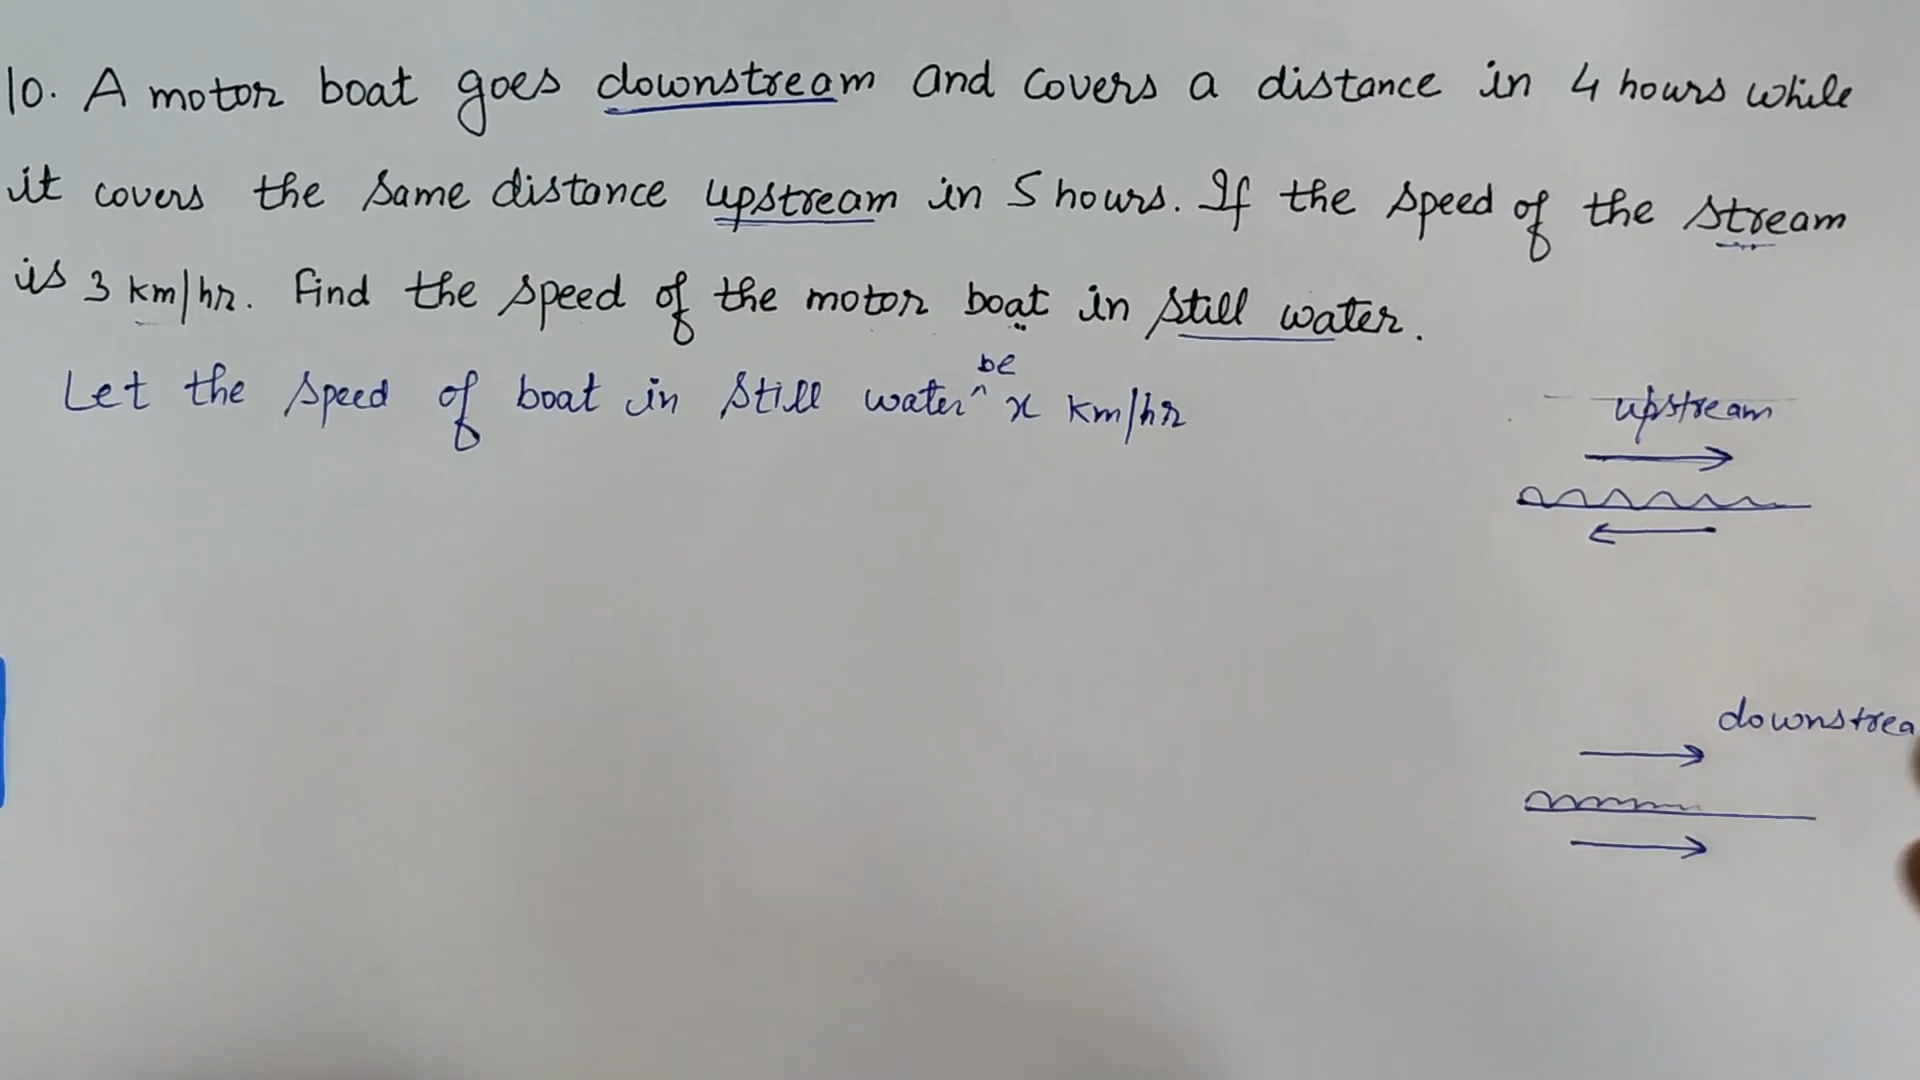 10. A motor boat goes downstream and covers a distance in 4 hours while
it covers the same distance upstream in 5 hours. If the speed of the stream
is 3 km/hr. Find the speed of the motor boat in still water.
Let the speed of boat in still water be x km/hr
upstream
downstrea